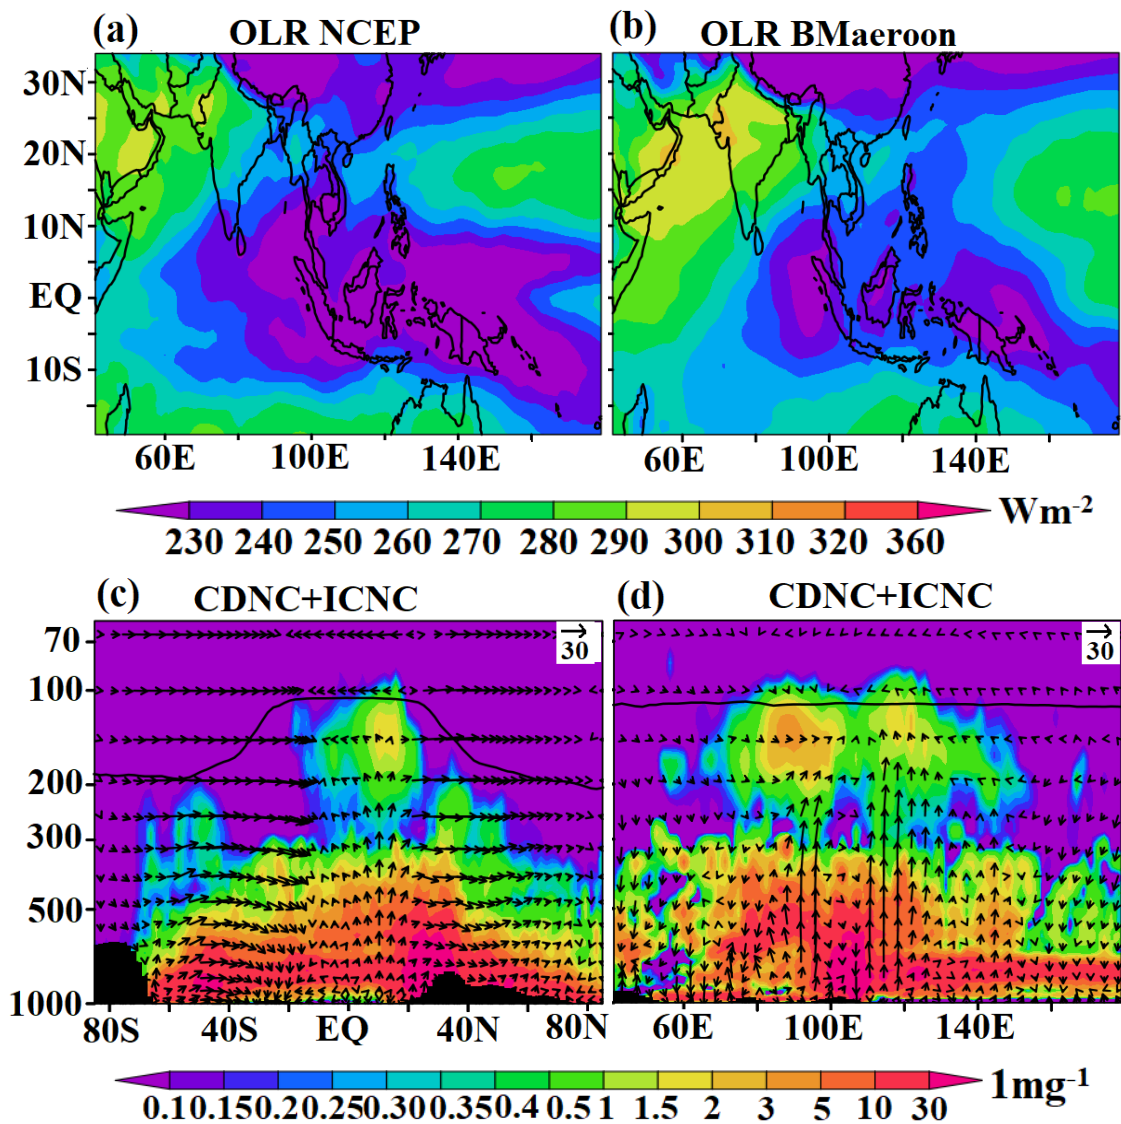 (a) OLR NCEP
(b) OLR BMaeroon
30N
20N
10N
EQ
10S
60E 100E 140E
60E 100E 140E
230 240 250 260 270 280 290 300 310 320 360
Wm-2
(c) CDNC+ICNC
(d) CDNC+ICNC
70
100
200
300
500
1000
30
30
80S 40S EQ 40N 80N
60E 100E 140E
0.1 0.15 0.2 0.25 0.30 0.35 0.4 0.5 1 1.5 2 3 5 10 30
1mg-1